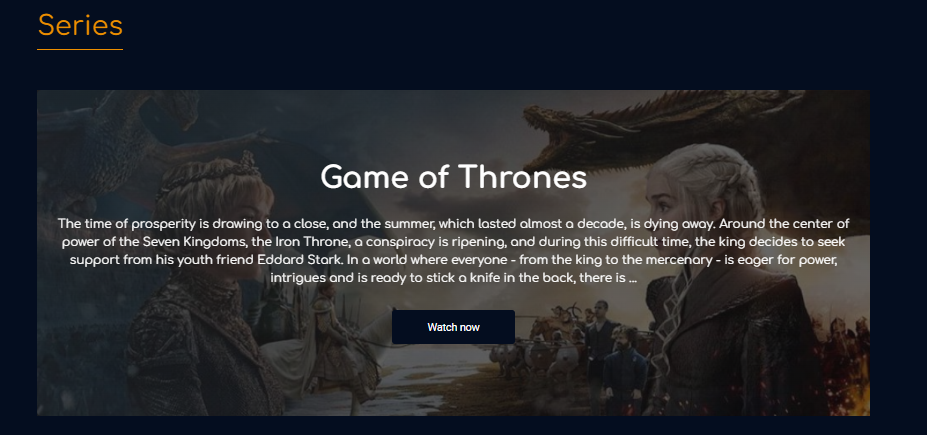 Series
Game of Thrones
The time of prosperity is drawing to a close, and the summer, which lasted almost a decade, is dying away. Around the center of
power of the Seven Kingdoms, the Iron Throne, a conspiracy is ripening, and during this difficult time, the king decides to seek
support from his youth friend Eddard Stark. In a world where everyone - from the king to the mercenary - is eager for power,
intrigues and is ready to stick a knife in the back, there is ...
Watch now